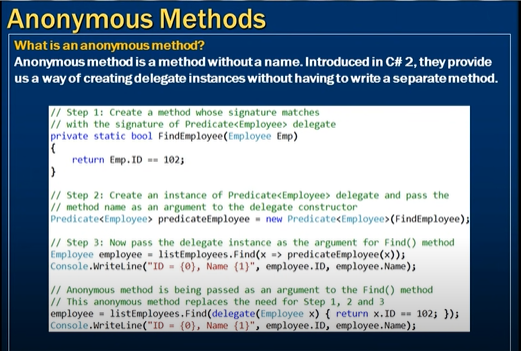 Anonymous Methods
What is an anonymous method?
Anonymous method is a method without a name. Introduced in C# 2, they provide
us a way of creating delegate instances without having to write a separate method.
// Step 1: Create a method whose signature matches
// with the signature of Predicate<Employee> delegate
private static bool FindEmployee(Employee Emp)
{
    return Emp.ID == 102;
}
// Step 2: Create an instance of Predicate<Employee> delegate and pass the
// method name as an argument to the delegate constructor
Predicate<Employee> predicateEmployee = new Predicate<Employee>(FindEmployee);
// Step 3: Now pass the delegate instance as the argument for Find() method
Employee employee = listEmployees.Find(x => predicateEmployee(x));
Console.WriteLine("ID = {0}, Name {1}", employee.ID, employee.Name);
// Anonymous method is being passed as an argument to the Find() method
// This anonymous method replaces the need for Step 1, 2 and 3
employee = listEmployees.Find(delegate(Employee x) { return x.ID == 102; });
Console.WriteLine("ID = {0}, Name {1}", employee.ID, employee.Name);